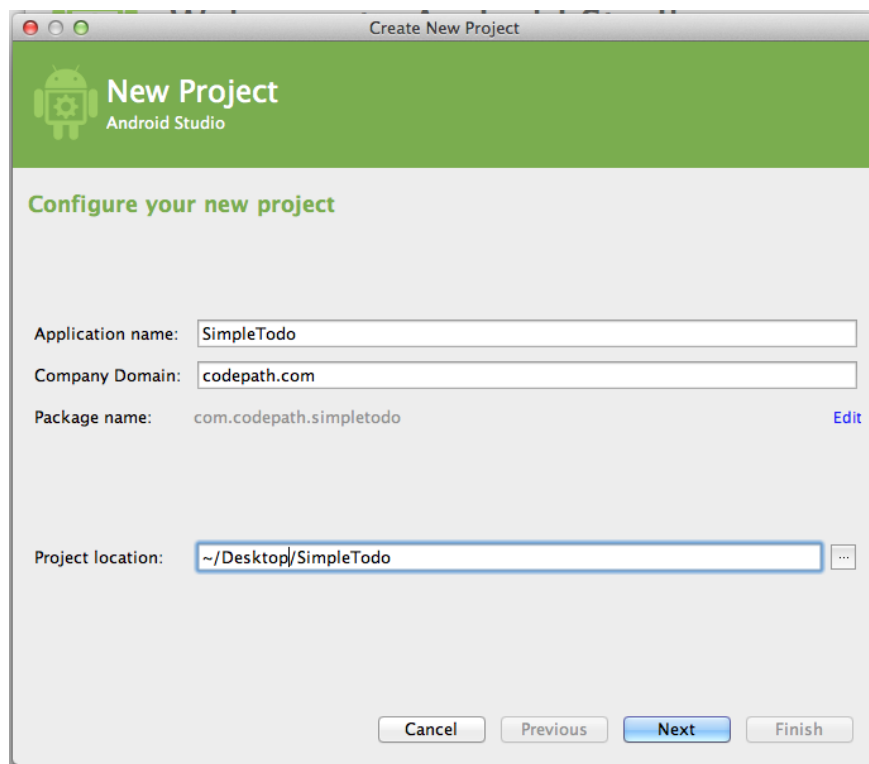 Create New Project
New Project
Android Studio
Configure your new project
Application name: SimpleTodo
Company Domain: codepath.com
Package name: com.codepath.simpletodo Edit
Project location: ~/Desktop/SimpleTodo ...
Cancel Previous Next Finish